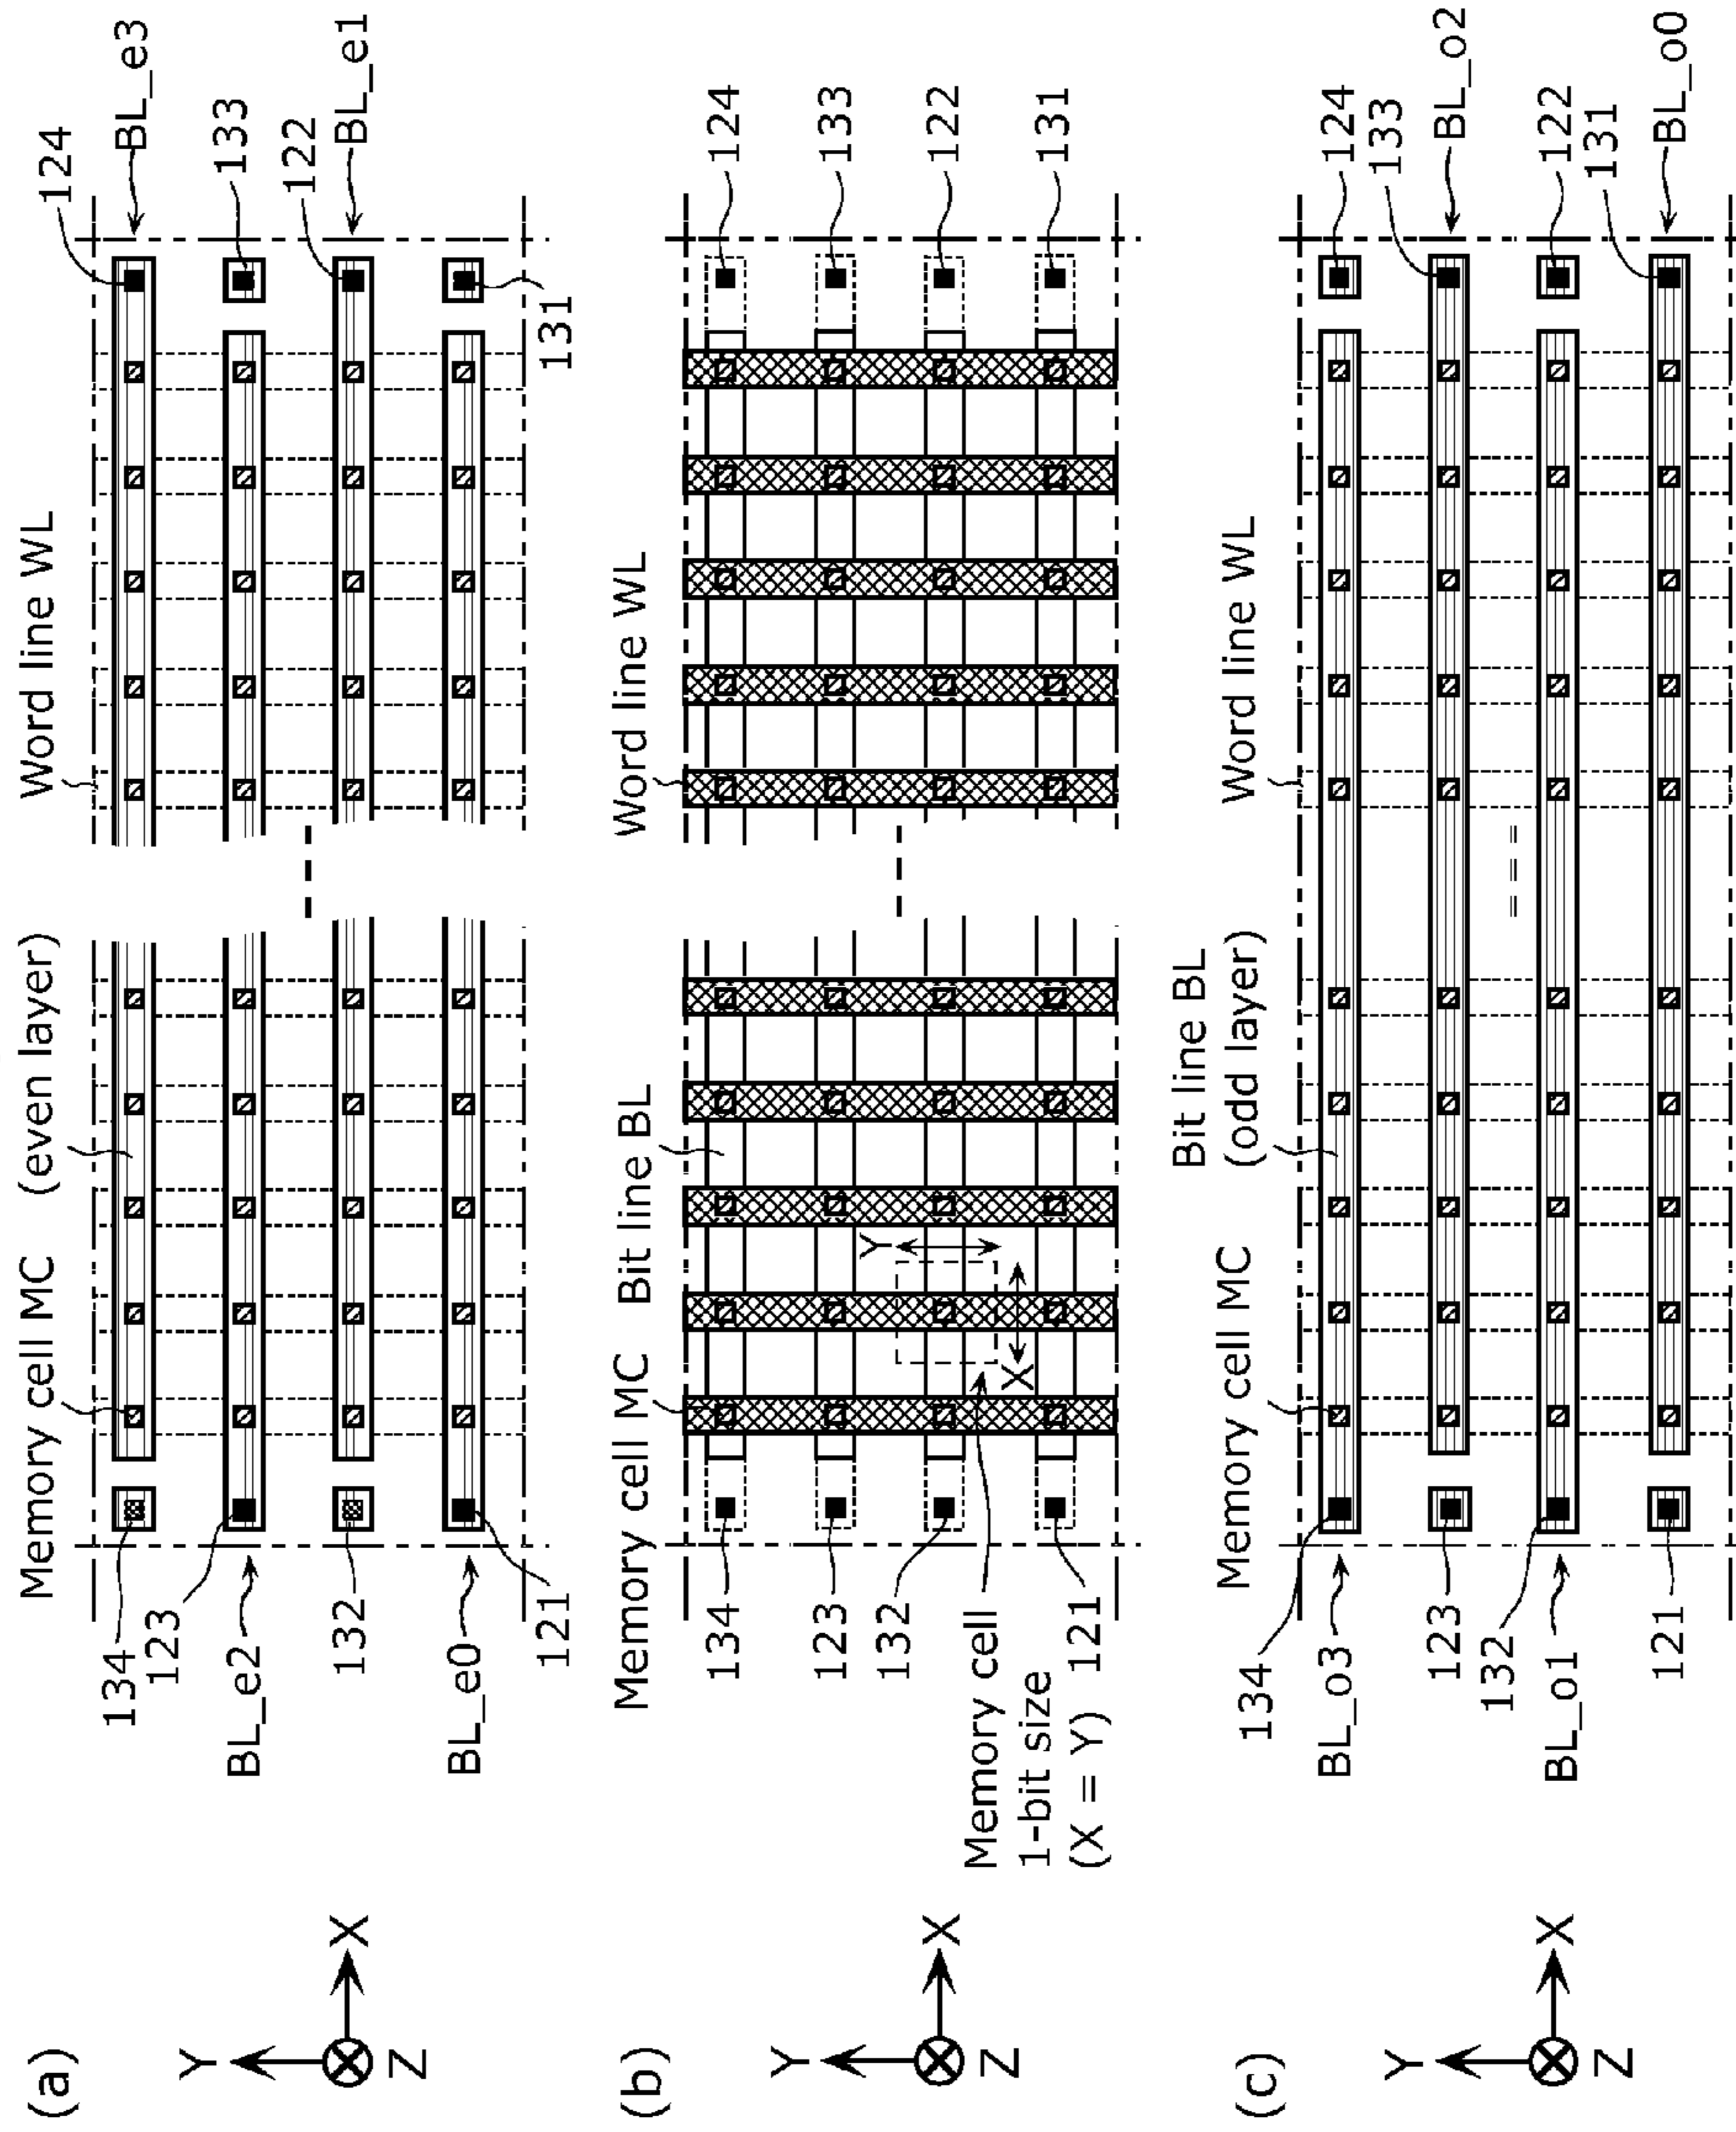 (a)
Memory cell MC
(even layer)
Word line WL
134
123
BL_e2
132
BL_e0
121
124
BL_e3
133
122
BL_e1
131
Y
X
Z
(b)
Memory cell MC
Bit line BL
Word line WL
134
123
132
Memory cell
1-bit size
(X = Y)
121
Y
X
124
133
122
131
Y
X
Z
(c)
Memory cell MC
Bit line BL
(odd layer)
Word line WL
134
BL_o3
123
132
BL_o1
121
124
133
BL_o2
122
131
BL_o0
Y
X
Z